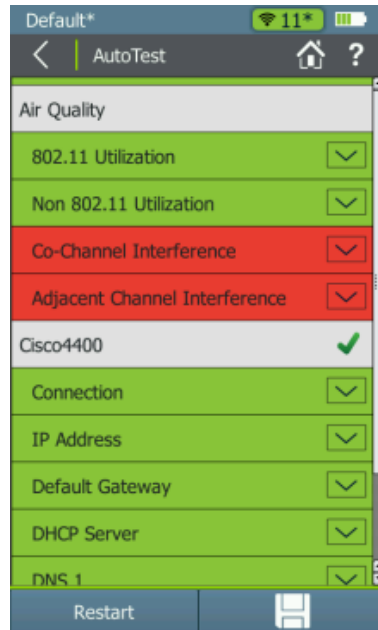 Default*
11*
AutoTest
?
Air Quality
802.11 Utilization
Non 802.11 Utilization
Co-Channel Interference
Adjacent Channel Interference
Cisco4400
Connection
IP Address
Default Gateway
DHCP Server
DNS 1
Restart